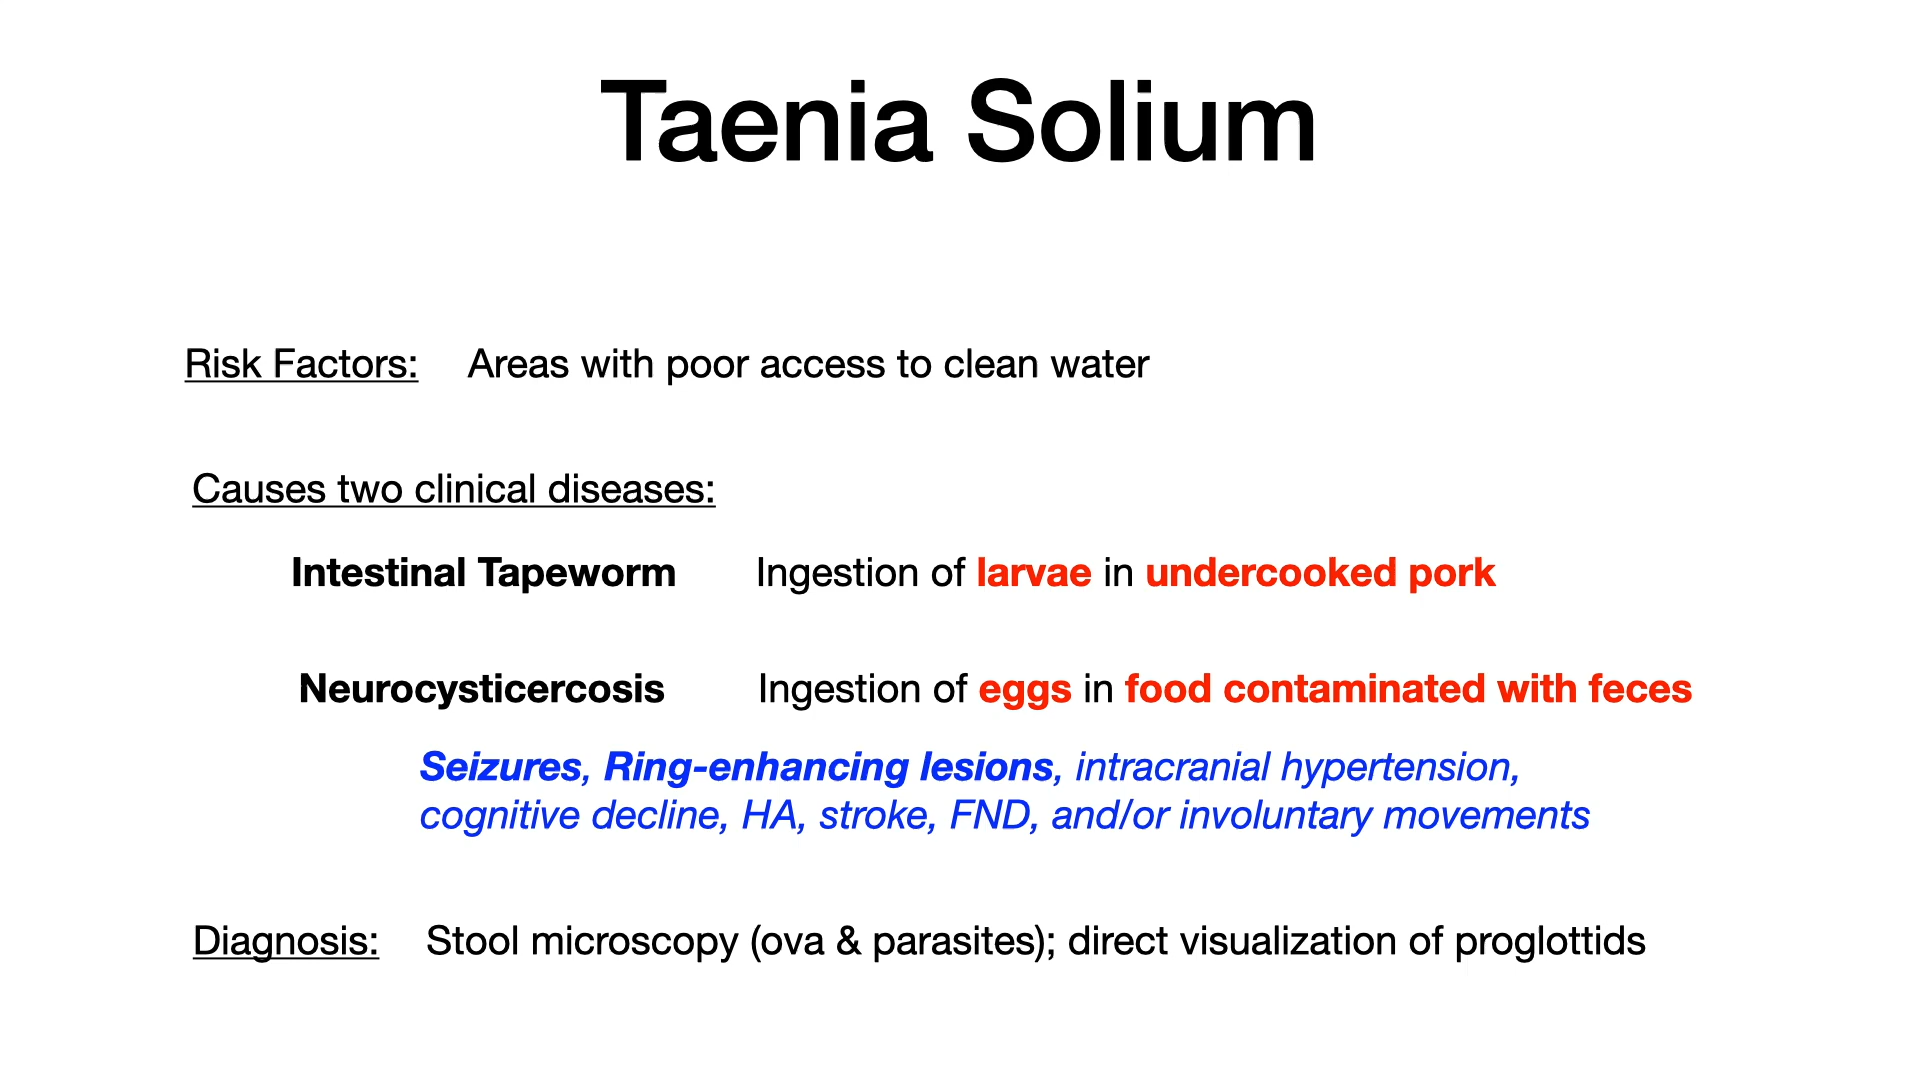 Taenia Solium
Risk Factors: Areas with poor access to clean water
Causes two clinical diseases:
Intestinal Tapeworm Ingestion of larvae in undercooked pork
Neurocysticercosis Ingestion of eggs in food contaminated with feces
Seizures, Ring-enhancing lesions, intracranial hypertension,
cognitive decline, HA, stroke, FND, and/or involuntary movements
Diagnosis: Stool microscopy (ova & parasites); direct visualization of proglottids